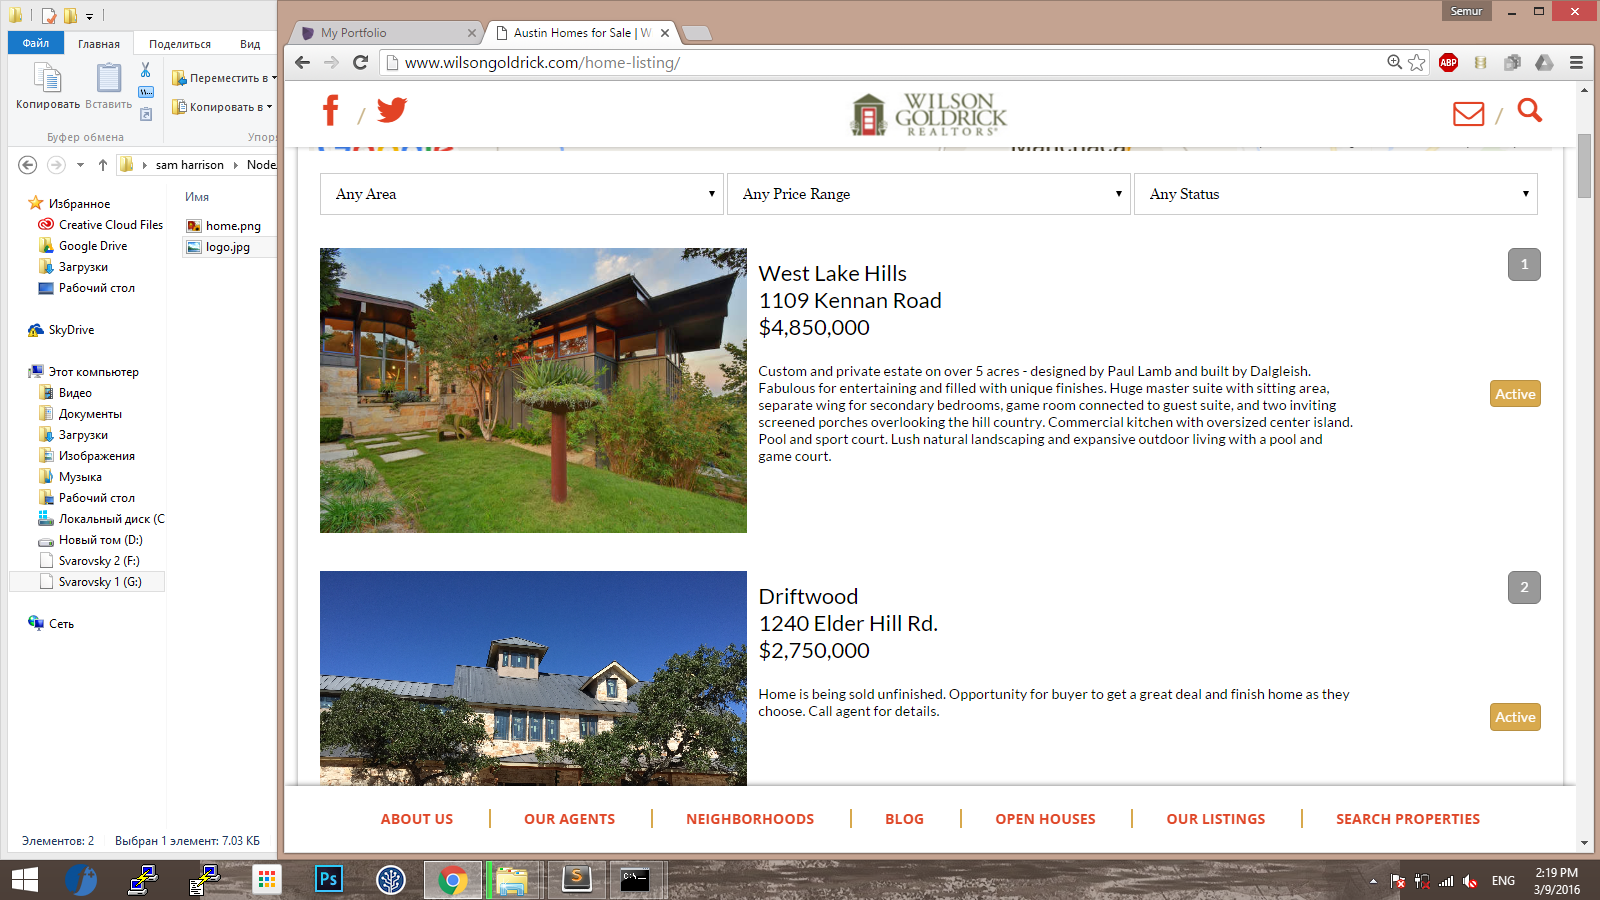 Semur
Файл
Главная
Поделиться
Вид
Копировать
Вставить
Переместить в
Копировать в
Буфер обмена
Упоря
sam harrison
Node.
Избранное
Creative Cloud Files
Google Drive
Загрузки
Рабочий стол
SkyDrive
Этот компьютер
Видео
Документы
Загрузки
Изображения
Музыка
Рабочий стол
Локальный диск (C
Новый том (D:)
Svarovsky 2 (F:)
Svarovsky 1 (G:)
Сеть
Имя
home.png
logo.jpg
Элементов: 2
Выбран 1 элемент: 7.03 КБ
My Portfolio
Austin Homes for Sale | W
www.wilsongoldrick.com/home-listing/
ABP
WILSON
GOLDRICK
REALTORS
Manchaca
Any Area
Any Price Range
Any Status
West Lake Hills
1109 Kennan Road
$4,850,000
1
Custom and private estate on over 5 acres - designed by Paul Lamb and built by Dalgleish.
Fabulous for entertaining and filled with unique finishes. Huge master suite with sitting area,
separate wing for secondary bedrooms, game room connected to guest suite, and two inviting
screened porches overlooking the hill country. Commercial kitchen with oversized center island.
Pool and sport court. Lush natural landscaping and expansive outdoor living with a pool and
game court.
Active
Driftwood
1240 Elder Hill Rd.
$2,750,000
2
Home is being sold unfinished. Opportunity for buyer to get a great deal and finish home as they
choose. Call agent for details.
Active
ABOUT US
OUR AGENTS
NEIGHBORHOODS
BLOG
OPEN HOUSES
OUR LISTINGS
SEARCH PROPERTIES
Ps
ENG
2:19 PM
3/9/2016